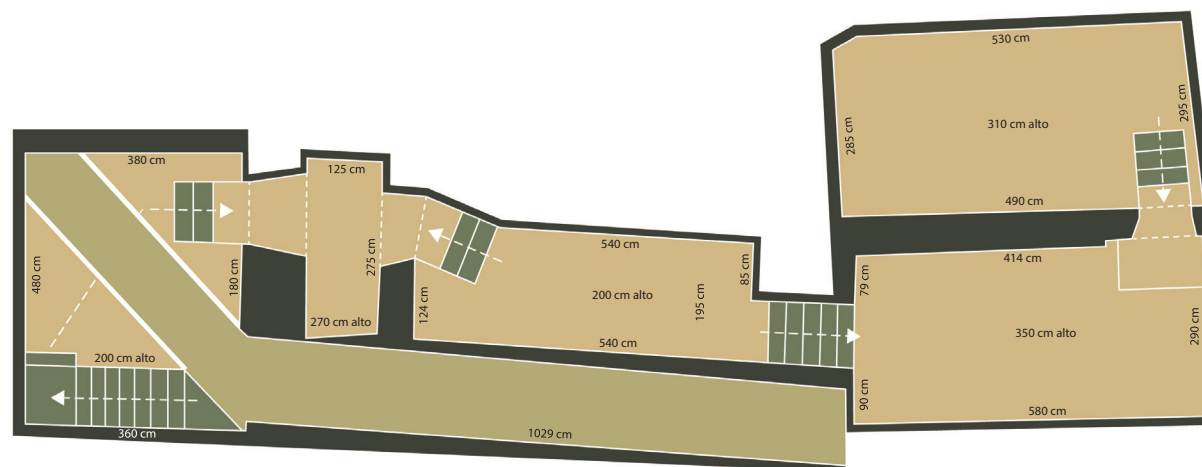 380 cm
480 cm
180 cm
200 cm alto
360 cm
125 cm
275 cm
270 cm alto
1029 cm
540 cm
124 cm
200 cm alto
195 cm
85 cm
540 cm
530 cm
285 cm
310 cm alto
295 cm
490 cm
414 cm
79 cm
350 cm alto
290 cm
90 cm
580 cm